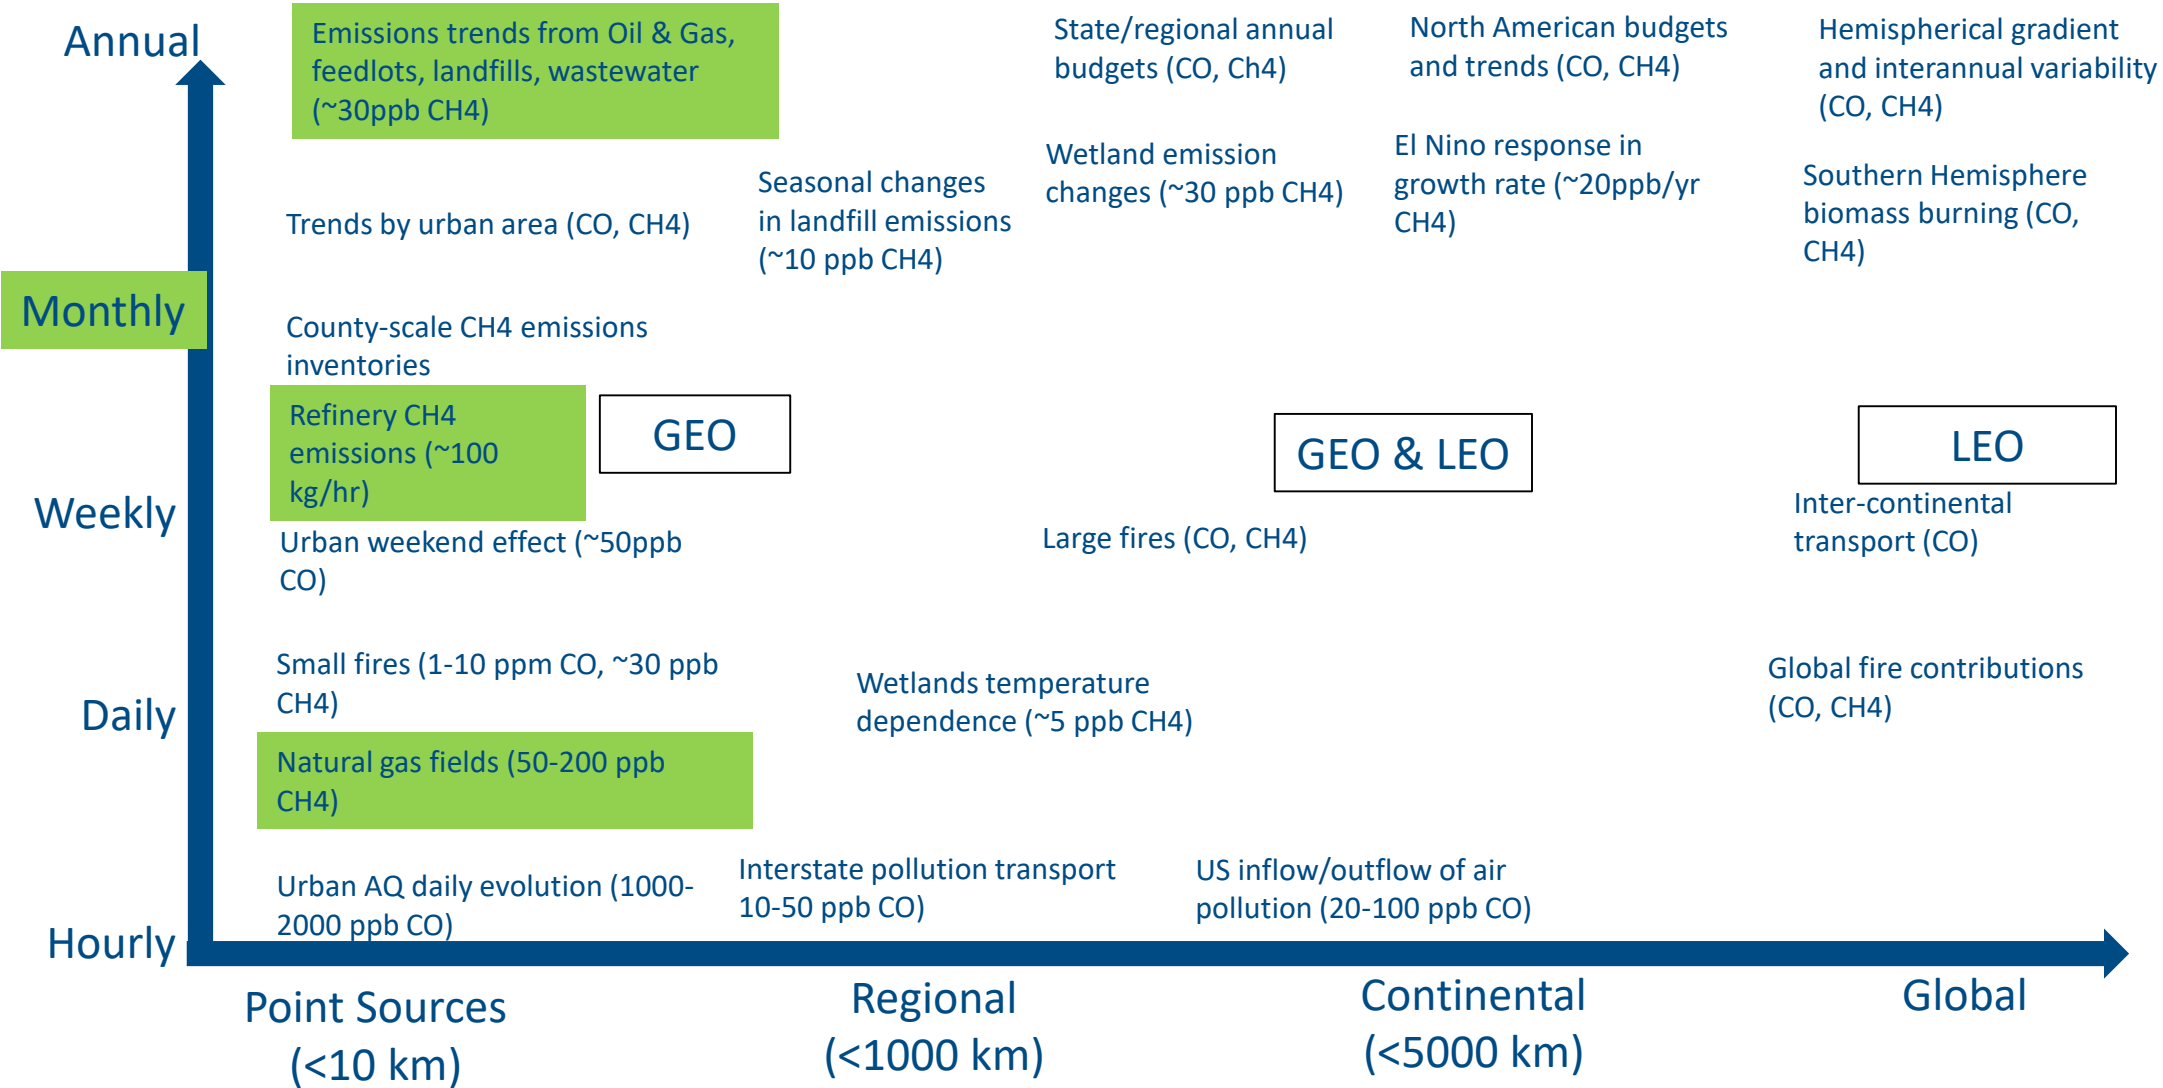 Annual
Emissions trends from Oil & Gas,
feedlots, landfills, wastewater
(~30ppb CH4)
State/regional annual
budgets (CO, Ch4)
North American budgets
and trends (CO, CH4)
Hemispherical gradient
and interannual variability
(CO, CH4)
Trends by urban area (CO, CH4)
Seasonal changes
in landfill emissions
(~10 ppb CH4)
Wetland emission
changes (~30 ppb CH4)
El Nino response in
growth rate (~20ppb/yr
CH4)
Southern Hemisphere
biomass burning (CO,
CH4)
Monthly
County-scale CH4 emissions
inventories
Refinery CH4
emissions (~100
kg/hr)
GEO
GEO & LEO
LEO
Weekly
Urban weekend effect (~50ppb
CO)
Large fires (CO, CH4)
Inter-continental
transport (CO)
Daily
Small fires (1-10 ppm CO, ~30 ppb
CH4)
Wetlands temperature
dependence (~5 ppb CH4)
Global fire contributions
(CO, CH4)
Natural gas fields (50-200 ppb
CH4)
Hourly
Urban AQ daily evolution (1000-
2000 ppb CO)
Interstate pollution transport
10-50 ppb CO)
US inflow/outflow of air
pollution (20-100 ppb CO)
Point Sources
(<10 km)
Regional
(<1000 km)
Continental
(<5000 km)
Global